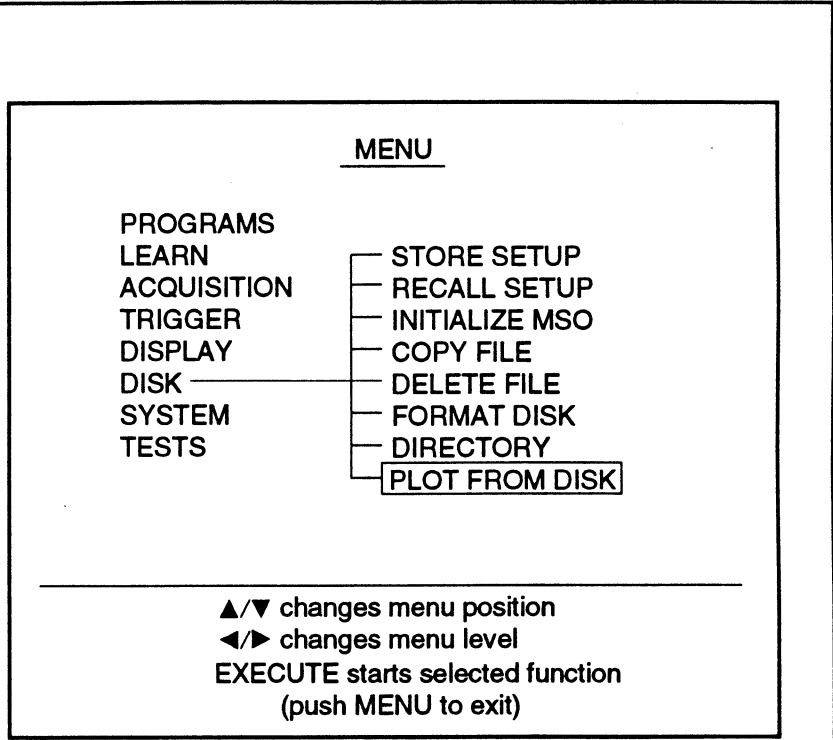 MENU
PROGRAMS
LEARN
ACQUISITION
TRIGGER
DISPLAY
DISK
SYSTEM
TESTS
STORE SETUP
RECALL SETUP
INITIALIZE MSO
COPY FILE
DELETE FILE
FORMAT DISK
DIRECTORY
PLOT FROM DISK
▲/▼ changes menu position
◄/► changes menu level
EXECUTE starts selected function
(push MENU to exit)